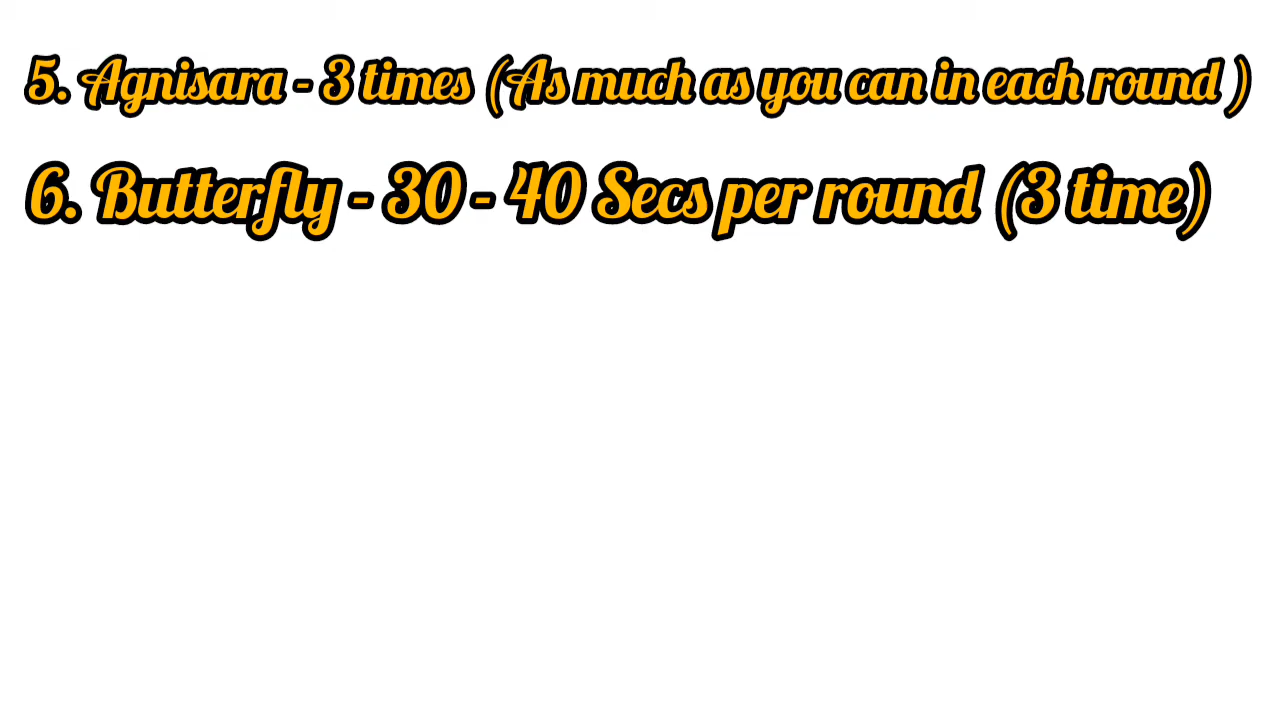 5. Agnisara - 3 times (As much as you can in each round )
6. Butterfly - 30 - 40 Secs per round (3 time)